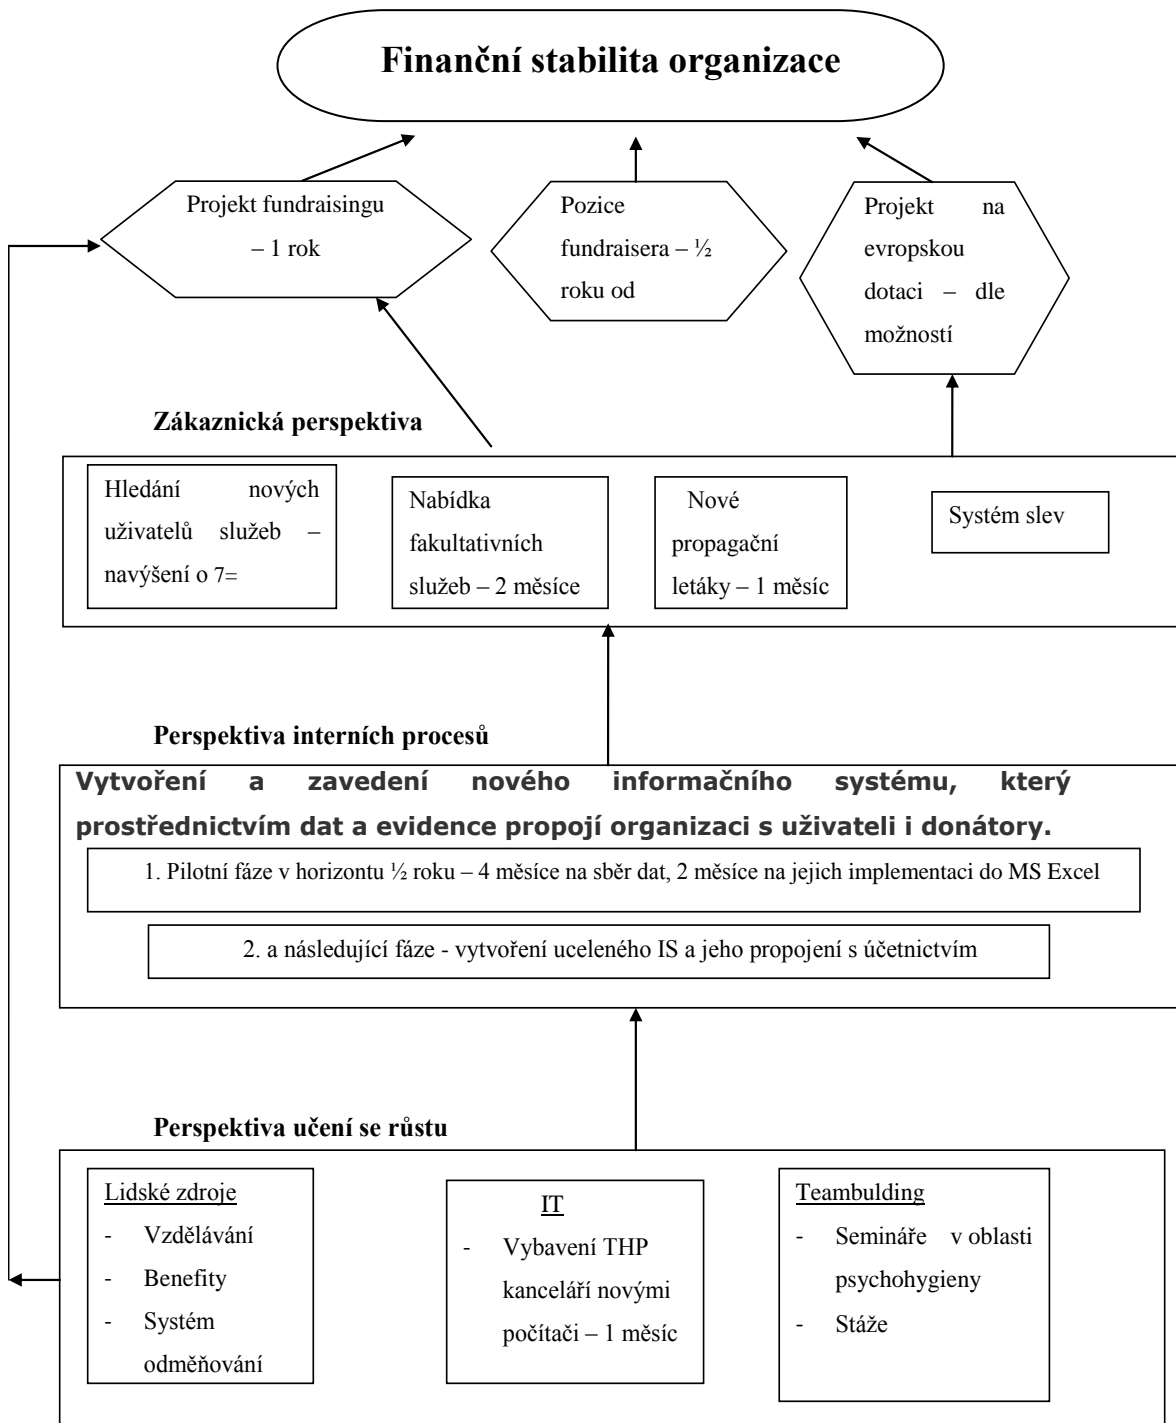 Finanční stabilita organizace
Projekt fundraisingu
– 1 rok
Pozice
fundraisera – ½
roku od
Projekt na
evropskou
dotaci – dle
možností
Zákaznická perspektiva
Hledání nových
uživatelů služeb –
navýšení o 7=
Nabídka
fakultativních
služeb – 2 měsíce
Nové
propagační
letáky – 1 měsíc
Systém slev
Perspektiva interních procesů
Vytvoření a zavedení nového informačního systému, který
prostřednictvím dat a evidence propojí organizaci s uživateli i donátory.
1. Pilotní fáze v horizontu ½ roku – 4 měsíce na sběr dat, 2 měsíce na jejich implementaci do MS Excel
2. a následující fáze - vytvoření uceleného IS a jeho propojení s účetnictvím
Perspektiva učení se růstu
Lidské zdroje
- Vzdělávání
- Benefity
- Systém
odměňování
IT
- Vybavení THP
kanceláří novými
počítači – 1 měsíc
Teambulding
- Semináře v oblasti
psychohygieny
- Stáže